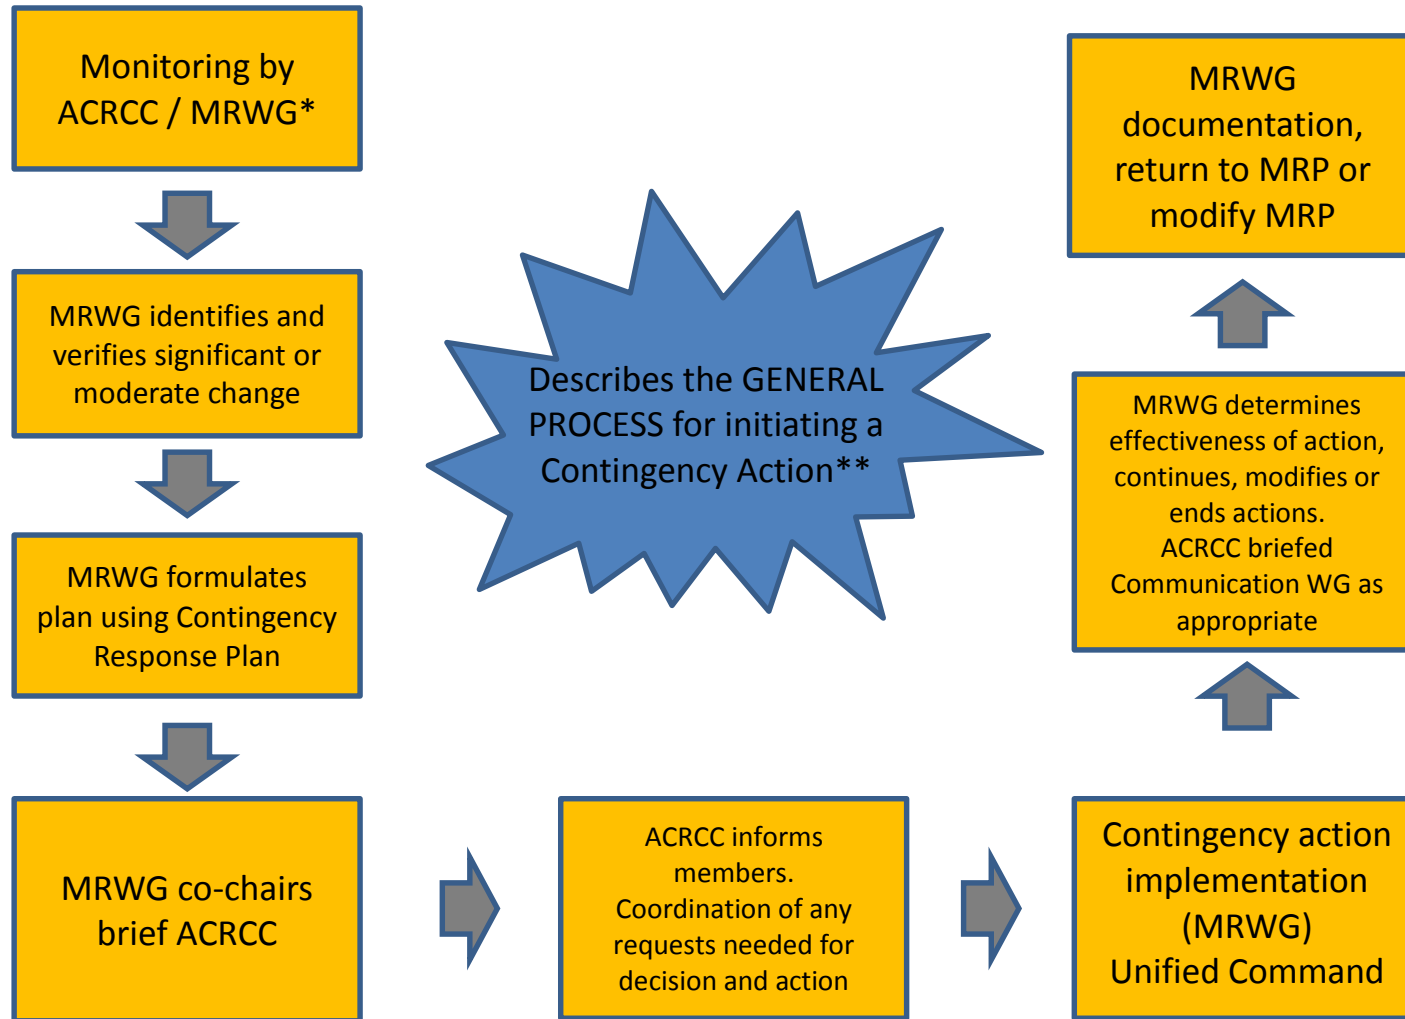 Monitoring by
ACRCC / MRWG*
MRWG identifies and
verifies significant or
moderate change
MRWG formulates
plan using Contingency
Response Plan
MRWG co-chairs
brief ACRCC
ACRCC informs
members.
Coordination of any
requests needed for
decision and action
Contingency action
implementation
(MRWG)
Unified Command
MRWG determines
effectiveness of action,
continues, modifies or
ends actions.
ACRCC briefed
Communication WG as
appropriate
MRWG
documentation,
return to MRP or
modify MRP
Describes the GENERAL
PROCESS for initiating a
Contingency Action**